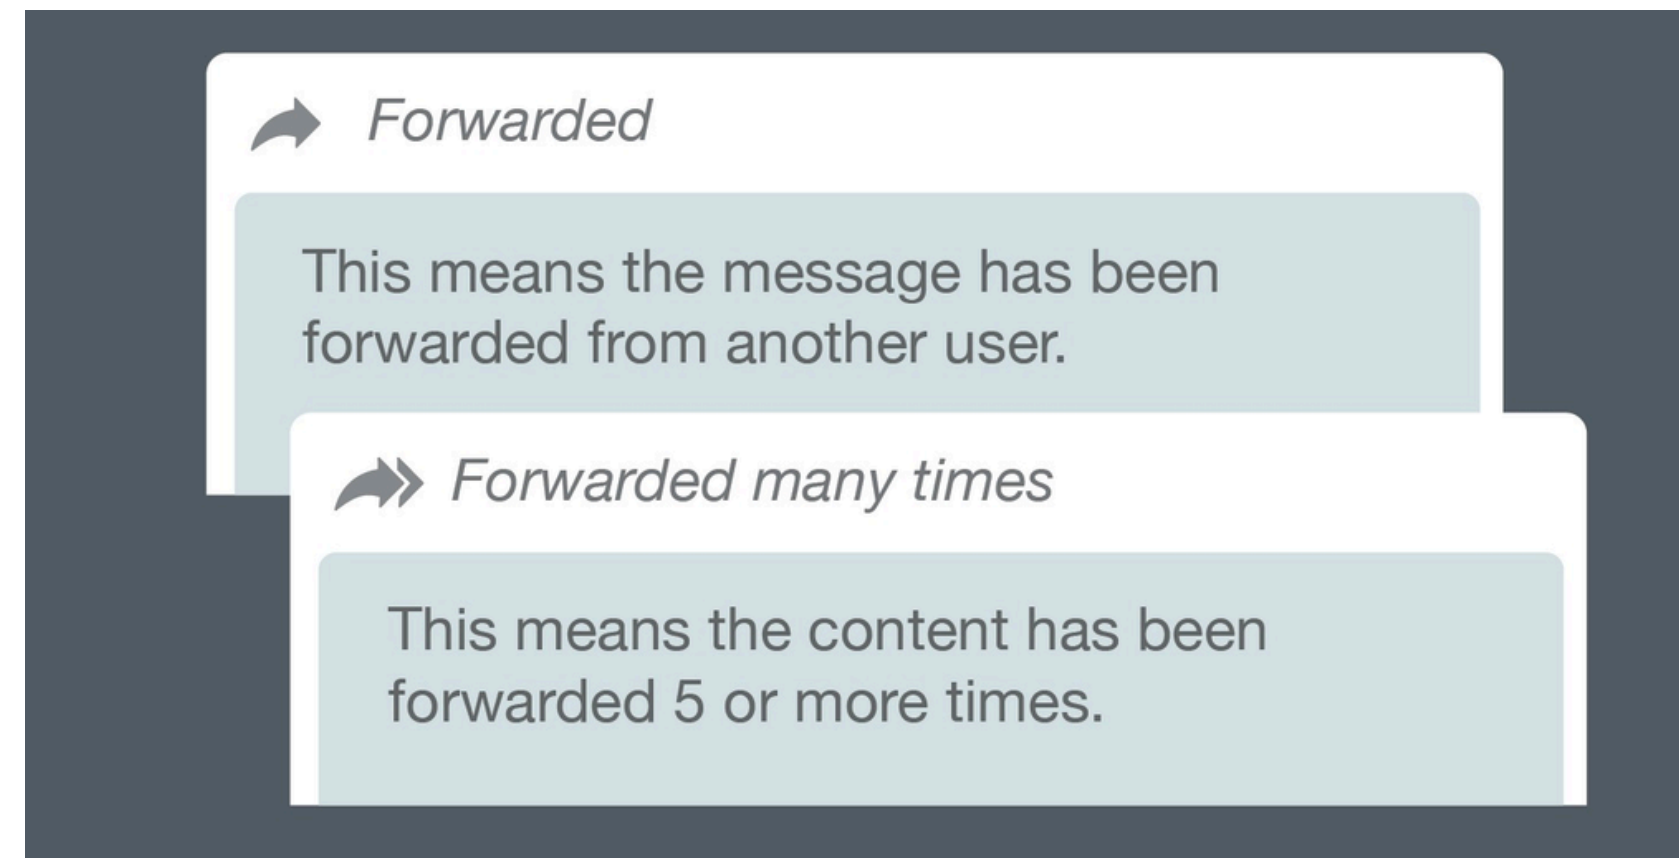 Forwarded
This means the message has been
forwarded from another user.
Forwarded many times
This means the content has been
forwarded 5 or more times.